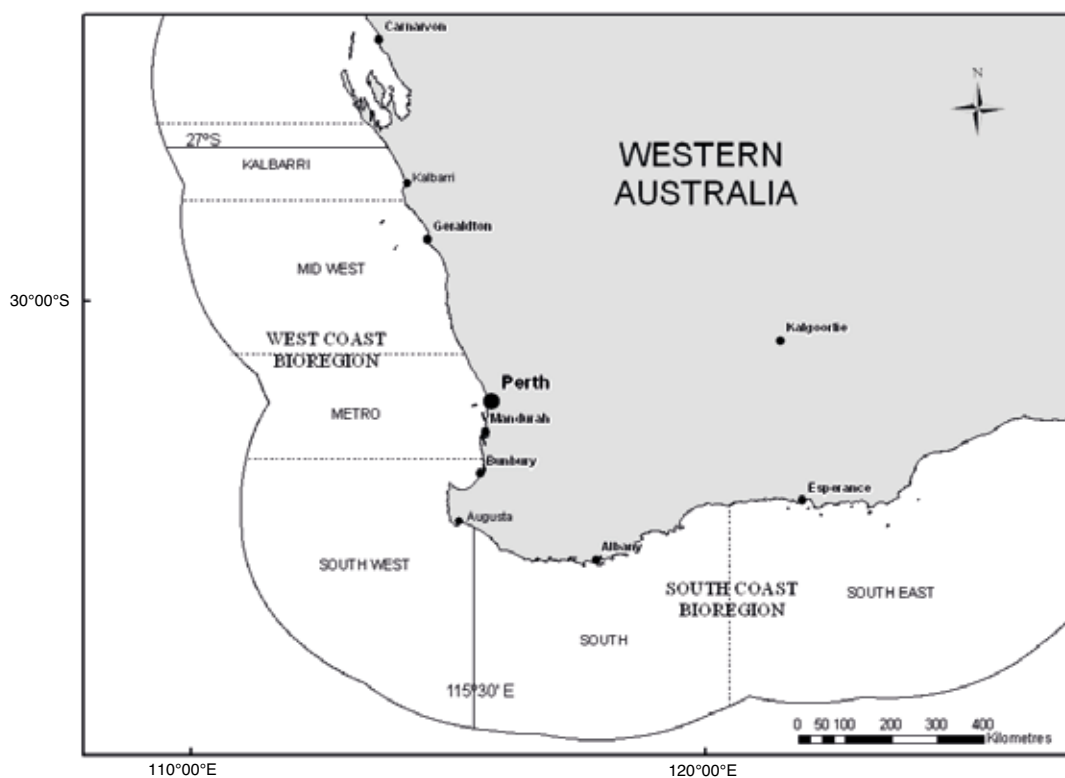 Carnarvon
N
27°S
WESTERN
AUSTRALIA
KALBARRI
Kalbarri
Geraldton
MID WEST
30°00'S
Kalgoorlie
WEST COAST
BIOREGION
Perth
METRO
Mandurah
Bunbury
Esperance
Augusta
Albany
SOUTH WEST
SOUTH COAST
BIOREGION
SOUTH EAST
SOUTH
115°30' E
0 50 100 200 300 400
Kilometres
110°00'E
120°00'E